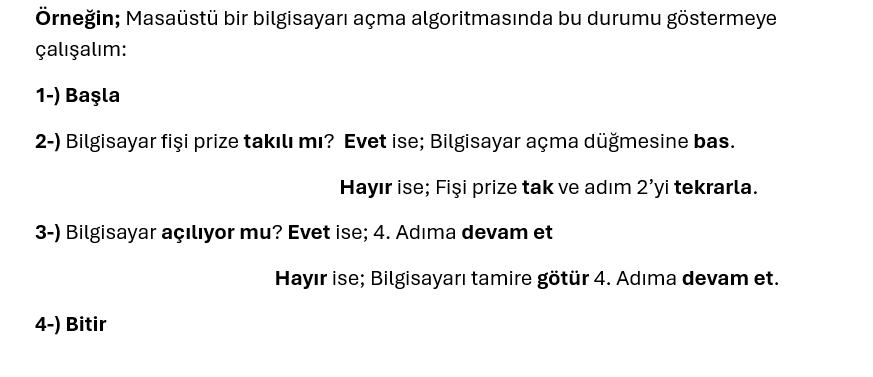 Örneğin; Masaüstü bir bilgisayarı açma algoritmasında bu durumu göstermeye
çalışalım:
1-) Başla
2-) Bilgisayar fişi prize takılı mı?  Evet ise; Bilgisayar açma düğmesine bas.
Hayır ise; Fişi prize tak ve adım 2’yi tekrarla.
3-) Bilgisayar açılıyor mu? Evet ise; 4. Adıma devam et
Hayır ise; Bilgisayarı tamire götür 4. Adıma devam et.
4-) Bitir